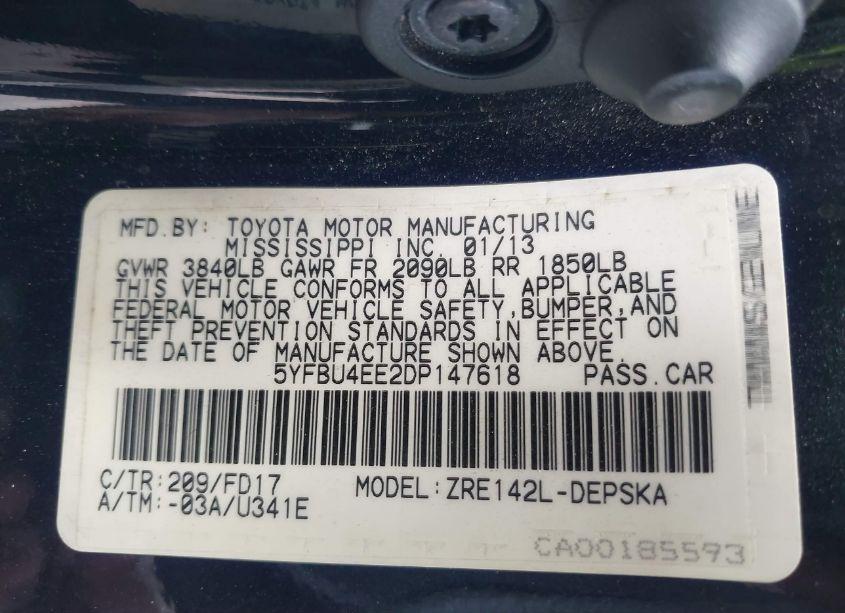 MFD.BY: TOYOTA MOTOR MANUFACTURING
MISSISSIPPI INC. 01/13
GVWR 3840LB GAWR FR 2090LB RR 1850LB
THIS VEHICLE CONFORMS TO ALL APPLICABLE
FEDERAL MOTOR VEHICLE SAFETY,BUMPER,AND
THEFT PREVENTION STANDARDS IN EFFECT ON
THE DATE OF MANUFACTURE SHOWN ABOVE.
5YFBU4EE2DP147618 PASS.CAR
C/TR:209/FD17 MODEL:ZRE142L-DEPSKA
A/TM:-03A/U341E
CA00185593